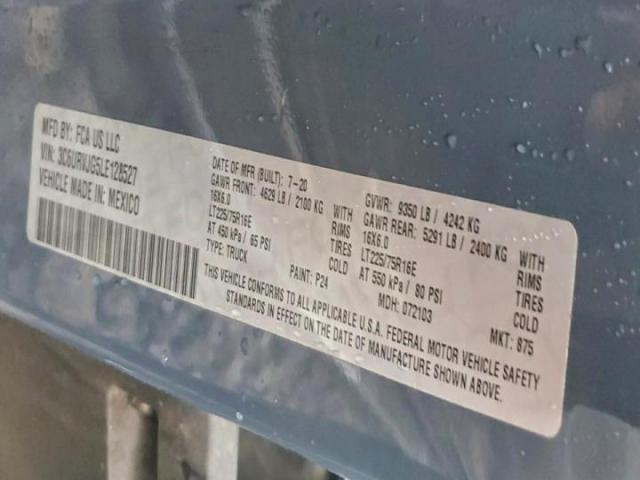 MFD BY: FCA US LLC
VIN: 3C6URVJG5LE128527
VEHICLE MADE IN: MEXICO
DATE OF MFR (BUILT): 7-20
GAWR FRONT: 4629 LB / 2100 KG WITH
16X6.0 RIMS
LT225/75R16E TIRES
AT 450 kPa / 65 PSI COLD
TYPE: TRUCK
PAINT: P24
GVWR: 9350 LB / 4242 KG
GAWR REAR: 5291 LB / 2400 KG WITH
16X6.0 RIMS
LT225/75R16E TIRES
AT 550 kPa / 80 PSI COLD
MDH: 072103
MKT: 875
THIS VEHICLE CONFORMS TO ALL APPLICABLE U.S.A. FEDERAL MOTOR VEHICLE SAFETY
STANDARDS IN EFFECT ON THE DATE OF MANUFACTURE SHOWN ABOVE.